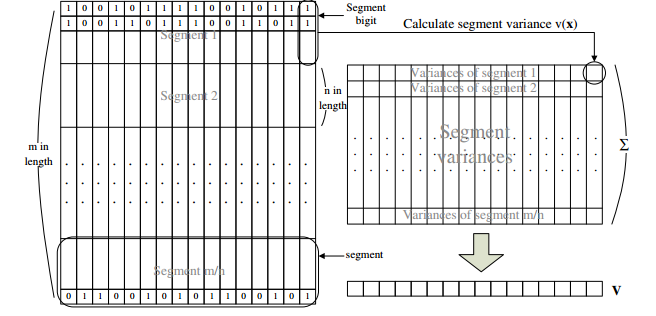 1 0 0 1 0 1 1 1 1 0 0 1 0 1 1 1
Segment
bigit
1 0 0 1 1 0 1 1 0 1 0 0 1 0 1 1
Calculate segment variance v(x)
Segment 1
Variances of segment 1
Variances of segment 2
Segment 2
n in
length
m in
length
Segment
variances
Σ
Variances of segment m/n
Segment m/n
segment
0 1 1 0 0 1 0 1 0 1 1 0 0 1 0 1
V